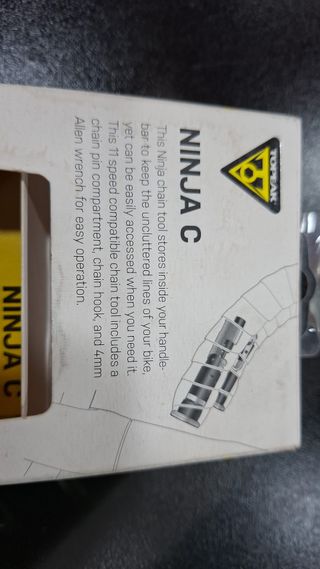 TOPEAK
NINJA C
This Ninja chain tool stores inside your handle-
bar to keep the uncluttered lines of your bike,
yet can be easily accessed when you need it.
This 11 speed compatible chain tool includes a
chain pin compartment, chain hook, and 4mm
Allen wrench for easy operation.
NINJA C